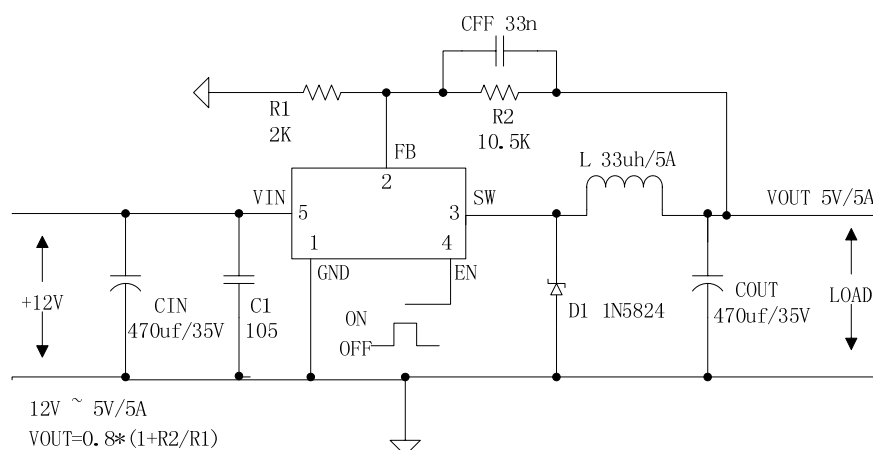 CFF 33n
R1
2K
R2
10.5K
FB
L 33uh/5A
VIN
2
SW
VOUT 5V/5A
5
3
1
4
GND
EN
+12V
CIN
470uf/35V
C1
105
ON
OFF
D1 1N5824
COUT
470uf/35V
LOAD
12V ~ 5V/5A
VOUT=0.8*(1+R2/R1)